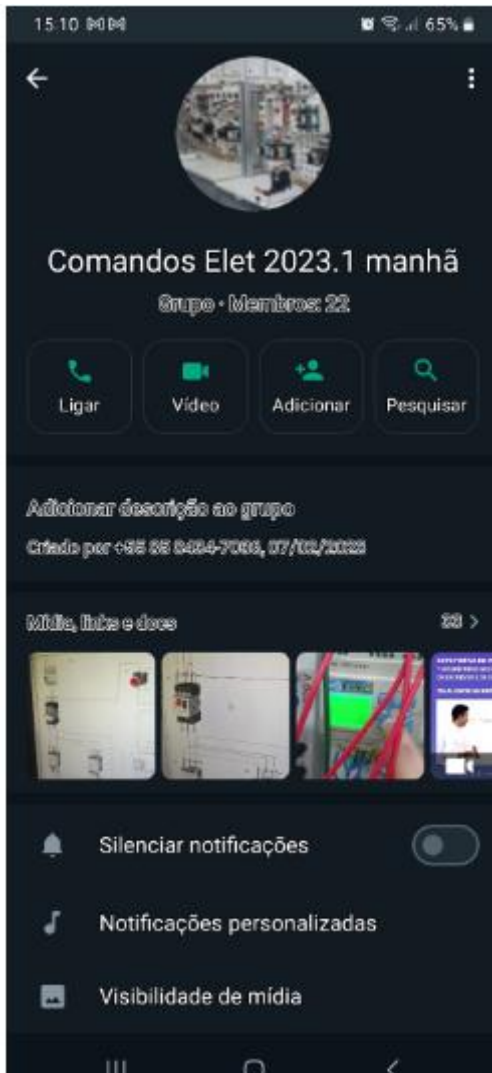 15:10
65%
Comandos Elet 2023.1 manhã
Grupo • Membros: 22
Ligar
Vídeo
Adicionar
Pesquisar
Adicionar descrição ao grupo
Criado por
Mídia, links e docs
Silenciar notificações
Notificações personalizadas
Visibilidade de mídia